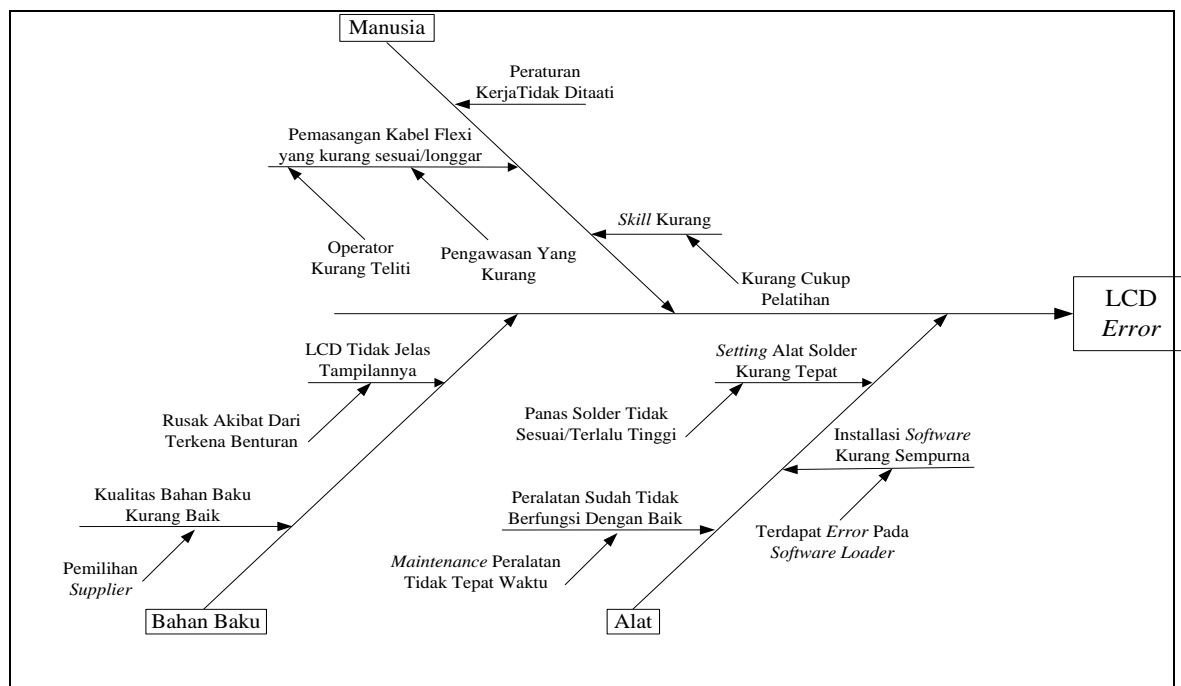 Manusia
Peraturan
KerjaTidak Ditaati
Pemasangan Kabel Flexi
yang kurang sesuai/longgar
Operator
Kurang Teliti
Pengawasan Yang
Kurang
Skill Kurang
Kurang Cukup
Pelatihan
LCD
Error
LCD Tidak Jelas
Tampilannya
Rusak Akibat Dari
Terkena Benturan
Kualitas Bahan Baku
Kurang Baik
Pemilihan
Supplier
Bahan Baku
Setting Alat Solder
Kurang Tepat
Panas Solder Tidak
Sesuai/Terlalu Tinggi
Installasi Software
Kurang Sempurna
Terdapat Error Pada
Software Loader
Peralatan Sudah Tidak
Berfungsi Dengan Baik
Maintenance Peralatan
Tidak Tepat Waktu
Alat